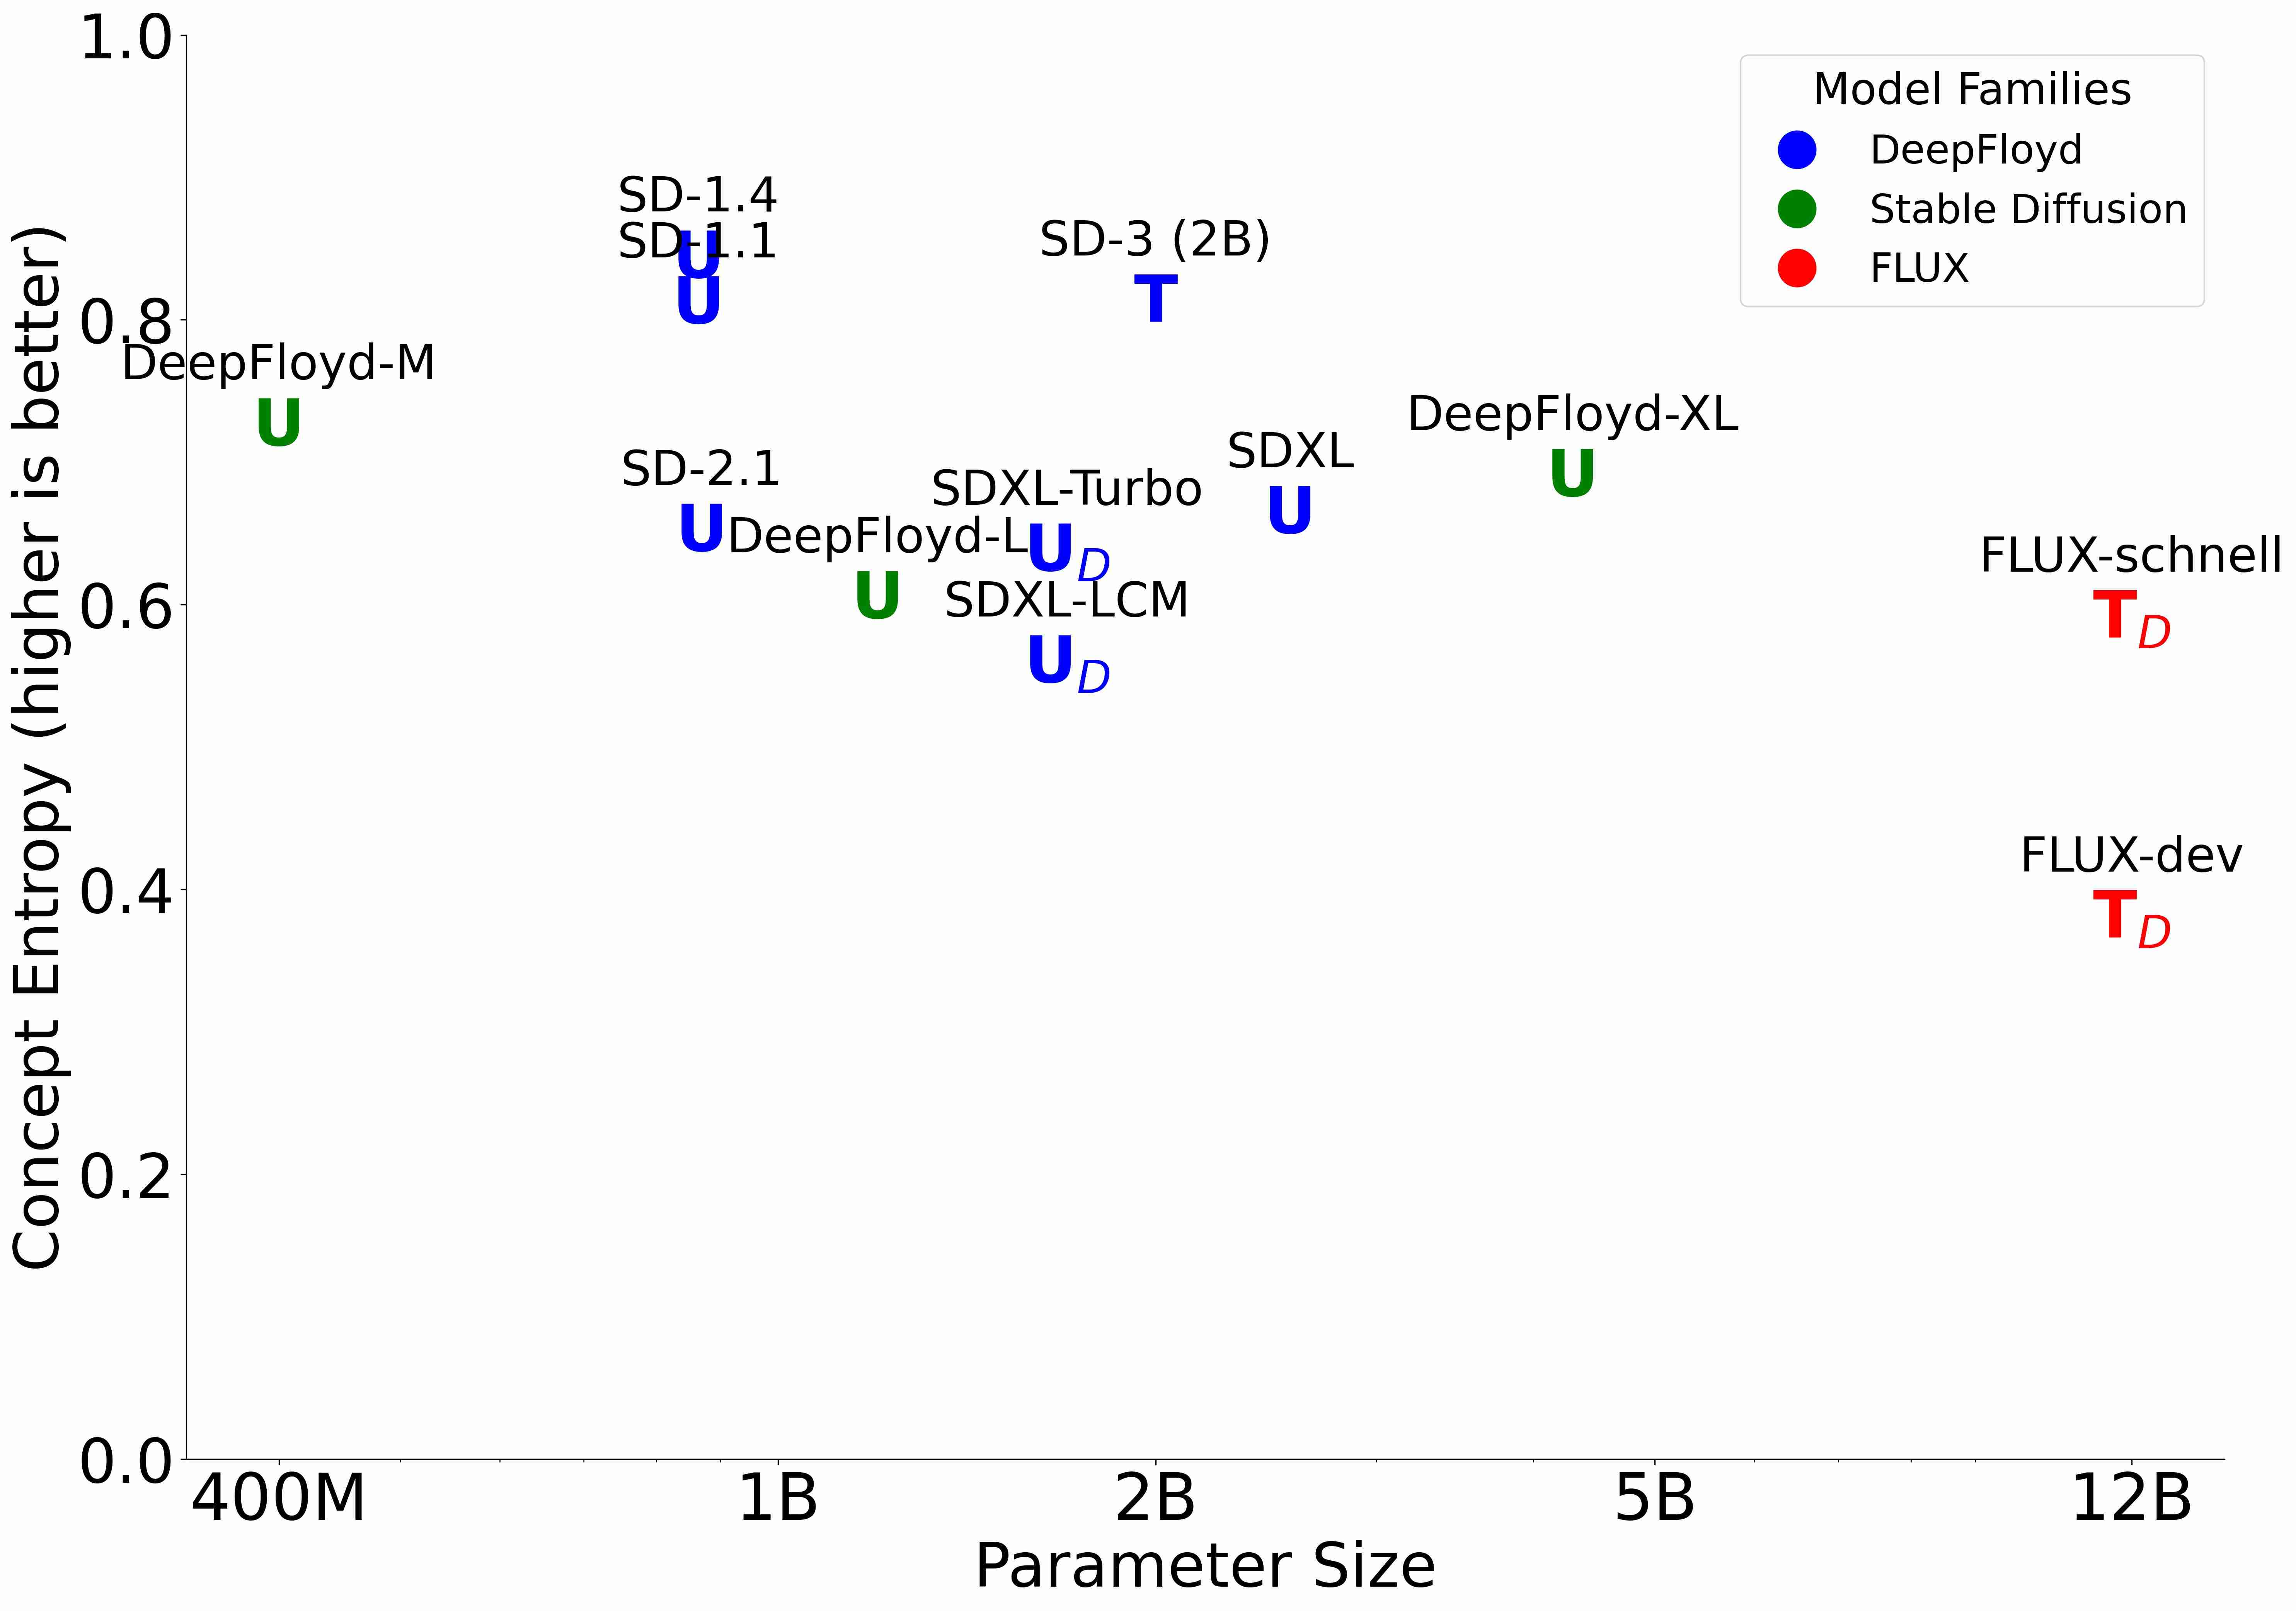 1.0
0.8
0.6
0.4
0.2
0.0
Concept Entropy (higher is better)
400M
1B
2B
5B
12B
Parameter Size
Model Families
DeepFloyd
Stable Diffusion
FLUX
SD-1.4
U
SD-1.1
U
SD-3 (2B)
T
DeepFloyd-M
U
DeepFloyd-XL
U
SDXL
U
SD-2.1
U
SDXL-Turbo
U D
DeepFloyd-L
U
SDXL-LCM
U D
FLUX-schnell
T D
FLUX-dev
T D